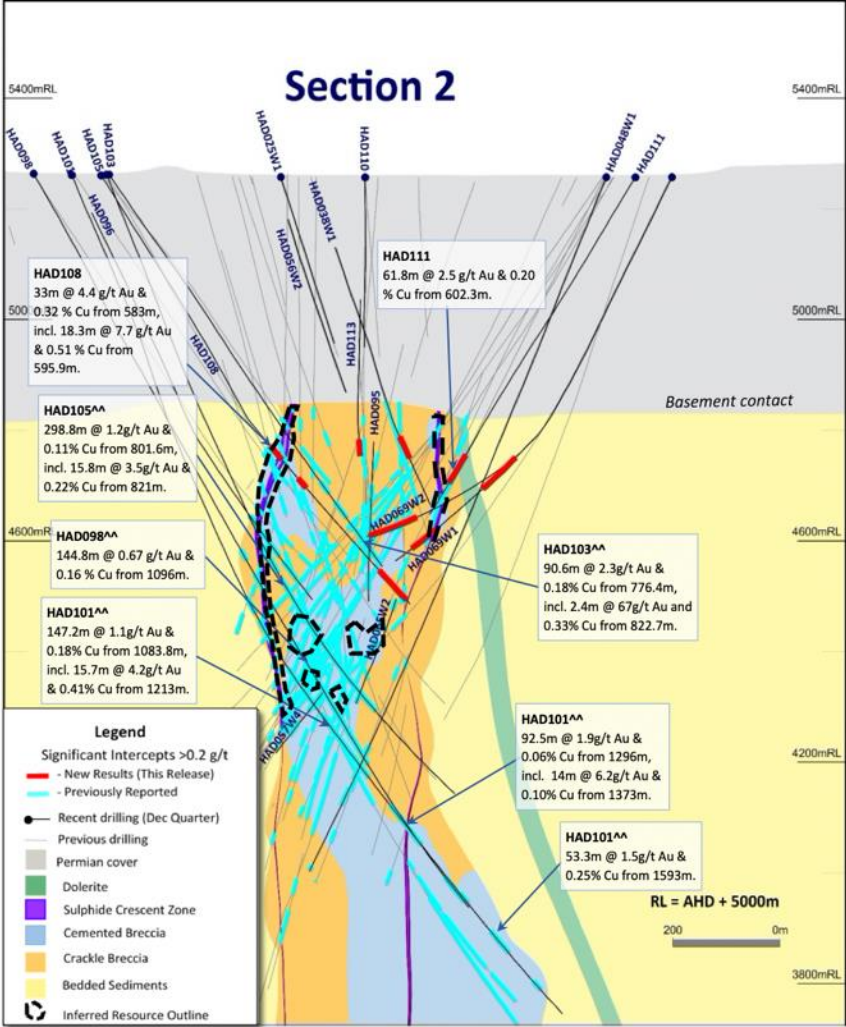 Section 2
5400mRL
5400mRL
HAD098
HAD101
HAD105
HAD103
HAD025W1
HAD110
HAD048W1
HAD111
HAD096
HAD038W1
HAD056W2
HAD108
33m @ 4.4 g/t Au &
0.32 % Cu from 583m,
incl. 18.3m @ 7.7 g/t Au
& 0.51 % Cu from
595.9m.
HAD111
61.8m @ 2.5 g/t Au & 0.20
% Cu from 602.3m.
5000mRL
HAD108
HAD113
HAD095
Basement contact
HAD105^^
298.8m @ 1.2g/t Au &
0.11% Cu from 801.6m,
incl. 15.8m @ 3.5g/t Au &
0.22% Cu from 821m.
HAD069W2
HAD069W1
4600mRL
4600mRL
HAD098^^
144.8m @ 0.67 g/t Au &
0.16 % Cu from 1096m.
HAD103^^
90.6m @ 2.3g/t Au &
0.18% Cu from 776.4m,
incl. 2.4m @ 67g/t Au and
0.33% Cu from 822.7m.
HAD101^^
147.2m @ 1.1g/t Au &
0.18% Cu from 1083.8m,
incl. 15.7m @ 4.2g/t Au
& 0.41% Cu from 1213m.
HAD057W4
4200mRL
HAD101^^
92.5m @ 1.9g/t Au &
0.06% Cu from 1296m,
incl. 14m @ 6.2g/t Au &
0.10% Cu from 1373m.
HAD101^^
53.3m @ 1.5g/t Au &
0.25% Cu from 1593m.
RL = AHD + 5000m
200 0m
3800mRL
Legend
Significant Intercepts >0.2 g/t
- New Results (This Release)
- Previously Reported
Recent drilling (Dec Quarter)
Previous drilling
Permian cover
Dolerite
Sulphide Crescent Zone
Cemented Breccia
Crackle Breccia
Bedded Sediments
Inferred Resource Outline